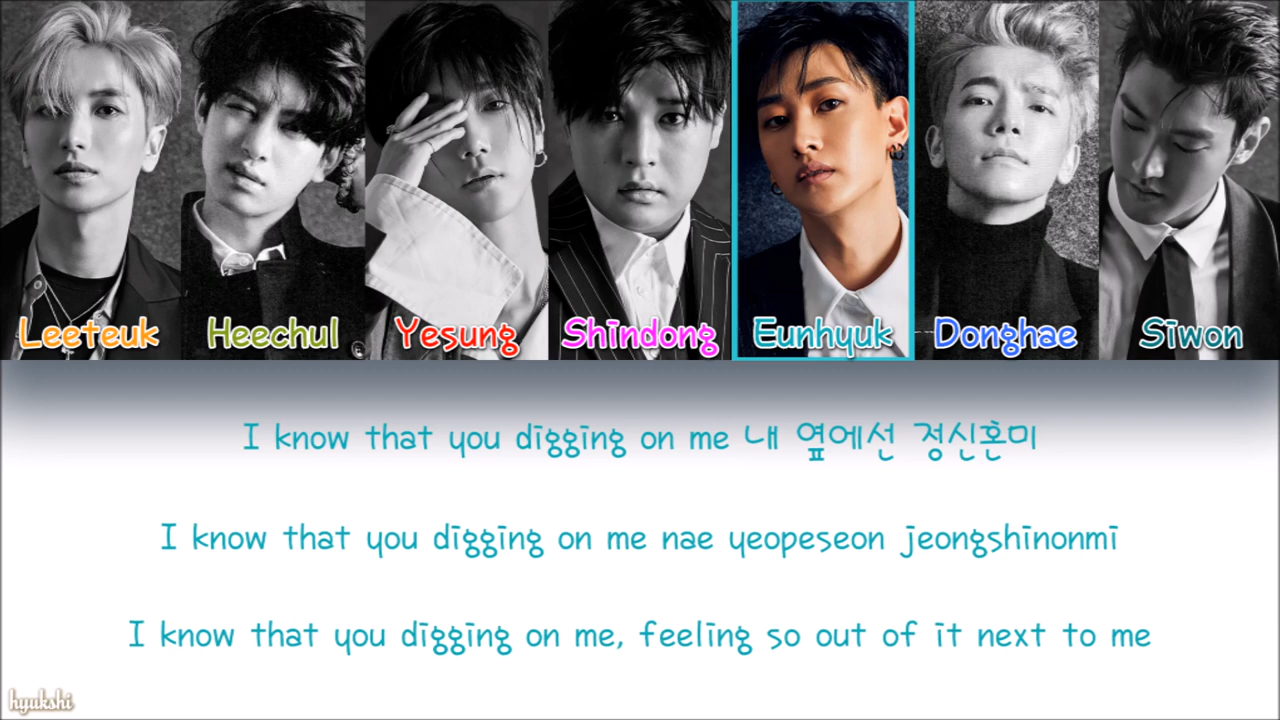 Leeteuk Heechul Yesung Shindong Eunhyuk Donghae Siwon
I know that you digging on me 내 옆에선 정신혼미
I know that you digging on me nae yeopeseon jeongshinonmi
I know that you digging on me, feeling so out of it next to me
hyukshi